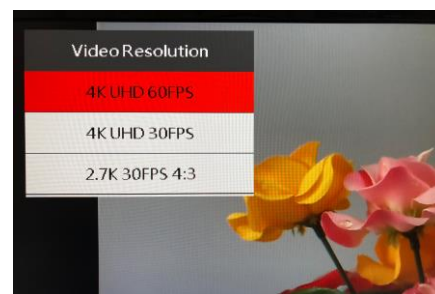 Video Resolution
4K UHD 60FPS
4K UHD 30FPS
2.7K 30FPS 4:3